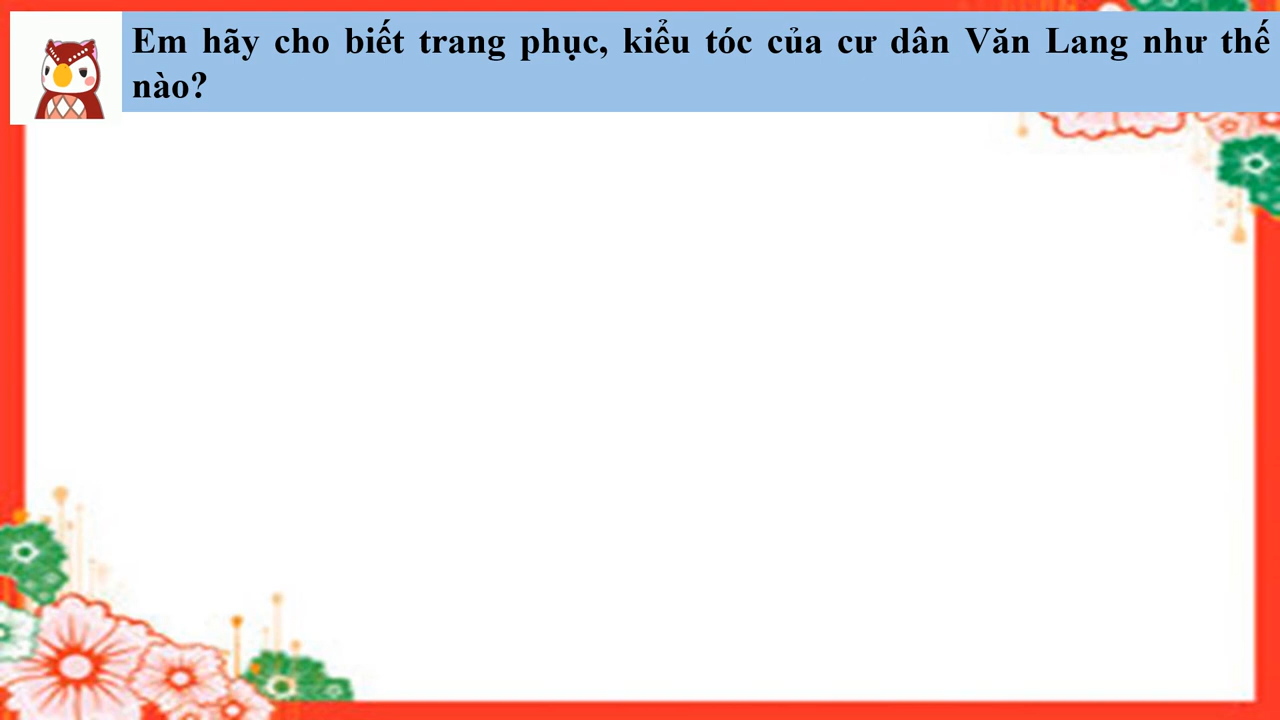 Em hãy cho biết trang phục, kiểu tóc của cư dân Văn Lang như thế
nào?